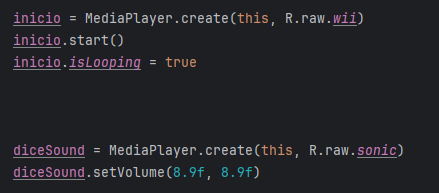 inicio = MediaPlayer.create(this, R.raw.wii)
inicio.start()
inicio.isLooping = true
diceSound = MediaPlayer.create(this, R.raw.sonic)
diceSound.setVolume(8.9f, 8.9f)